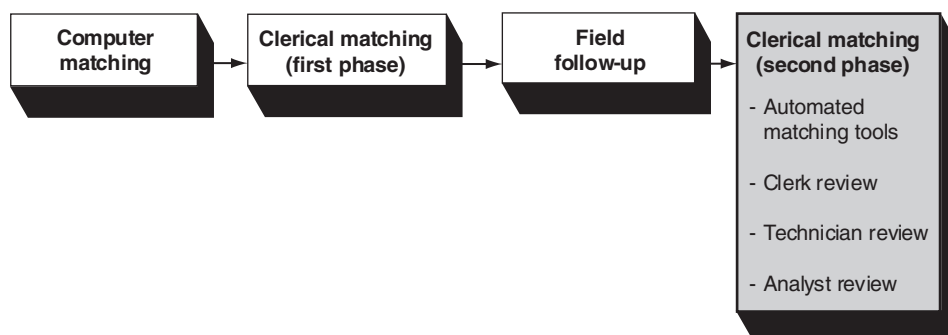 Computer
matching
Clerical matching
(first phase)
Field
follow-up
Clerical matching
(second phase)
- Automated
matching tools
- Clerk review
- Technician review
- Analyst review